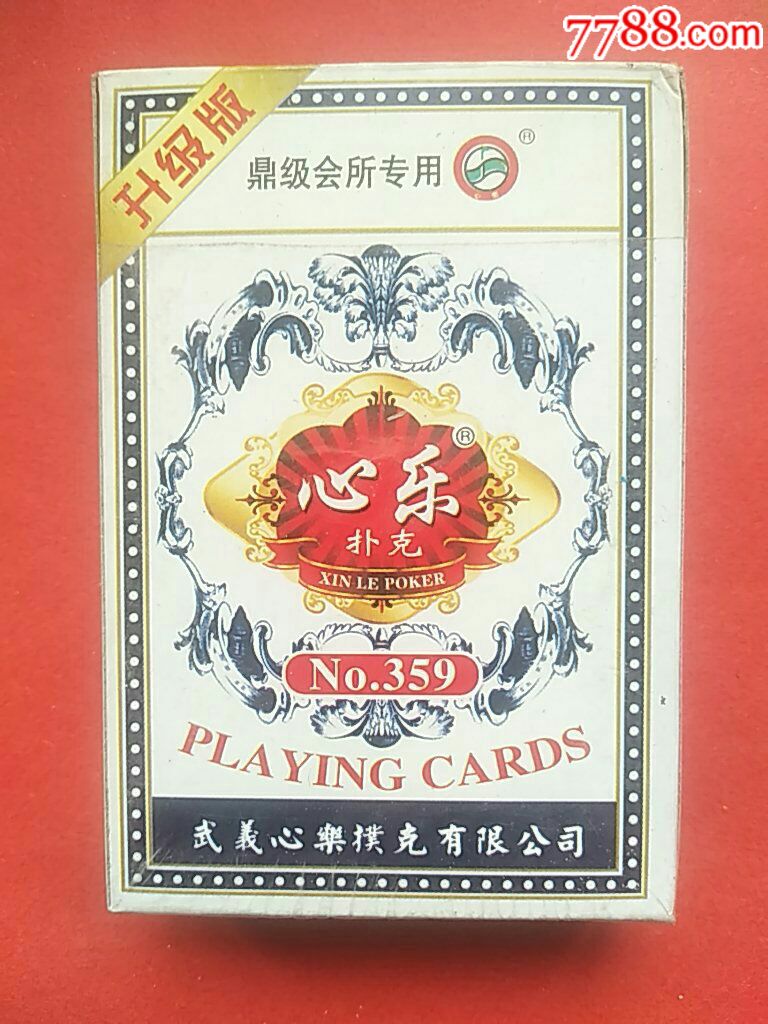 7788.com
升级版
鼎级会所专用
®
心乐®
扑克
XIN LE POKER
No.359
PLAYING CARDS
武義心樂撲克有限公司